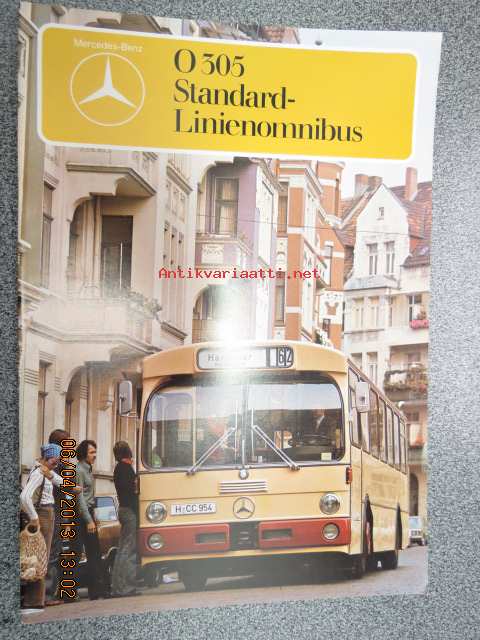 Mercedes-Benz
O 305
Standard-
Linienomnibus
Antikvariaatti.net
162
H-CC 954
06/04/2013 13:02